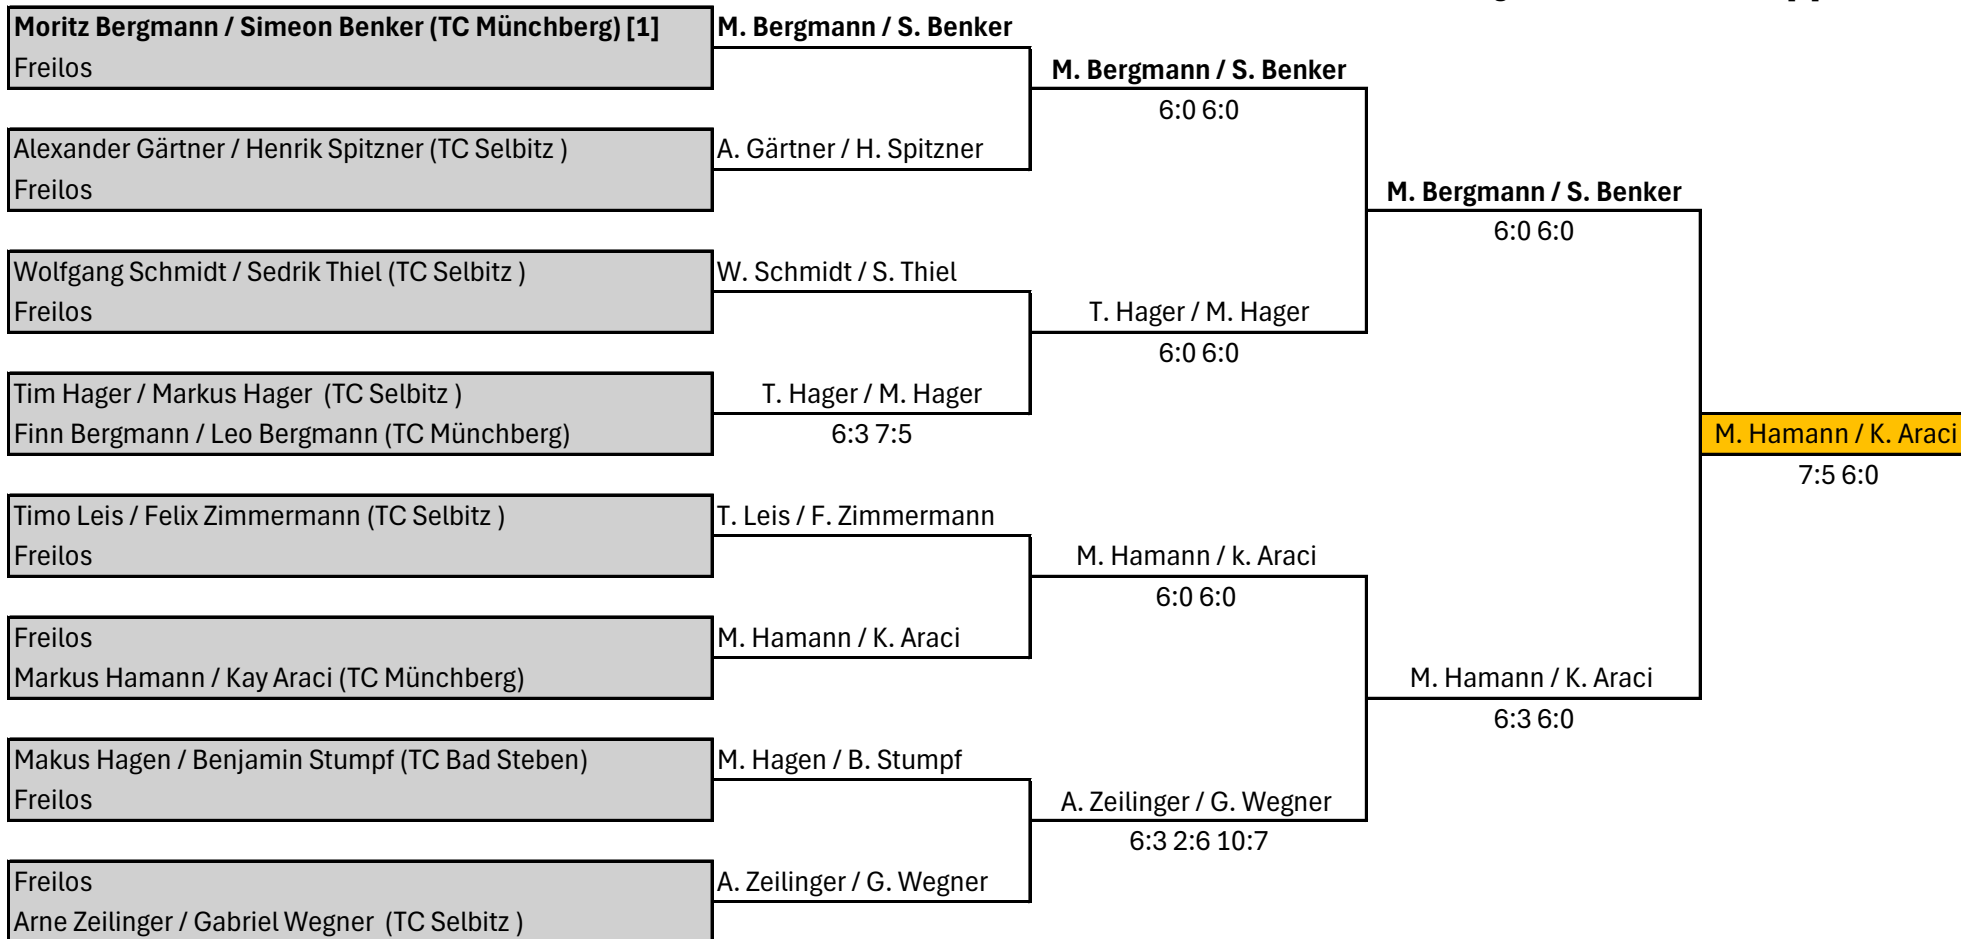 Moritz Bergmann / Simeon Benker (TC Münchberg) [1]
Freilos
Alexander Gärtner / Henrik Spitzner (TC Selbitz )
Freilos
Wolfgang Schmidt / Sedrik Thiel (TC Selbitz )
Freilos
Tim Hager / Markus Hager (TC Selbitz )
Finn Bergmann / Leo Bergmann (TC Münchberg)
Timo Leis / Felix Zimmermann (TC Selbitz )
Freilos
Freilos
Markus Hamann / Kay Araci (TC Münchberg)
Makus Hagen / Benjamin Stumpf (TC Bad Steben)
Freilos
Freilos
Arne Zeilinger / Gabriel Wegner (TC Selbitz )
M. Bergmann / S. Benker
A. Gärtner / H. Spitzner
W. Schmidt / S. Thiel
T. Hager / M. Hager
6:3 7:5
T. Leis / F. Zimmermann
M. Hamann / K. Araci
M. Hagen / B. Stumpf
A. Zeilinger / G. Wegner
M. Bergmann / S. Benker
6:0 6:0
T. Hager / M. Hager
6:0 6:0
M. Hamann / k. Araci
6:0 6:0
A. Zeilinger / G. Wegner
6:3 2:6 10:7
M. Bergmann / S. Benker
6:0 6:0
M. Hamann / K. Araci
6:3 6:0
M. Hamann / K. Araci
7:5 6:0